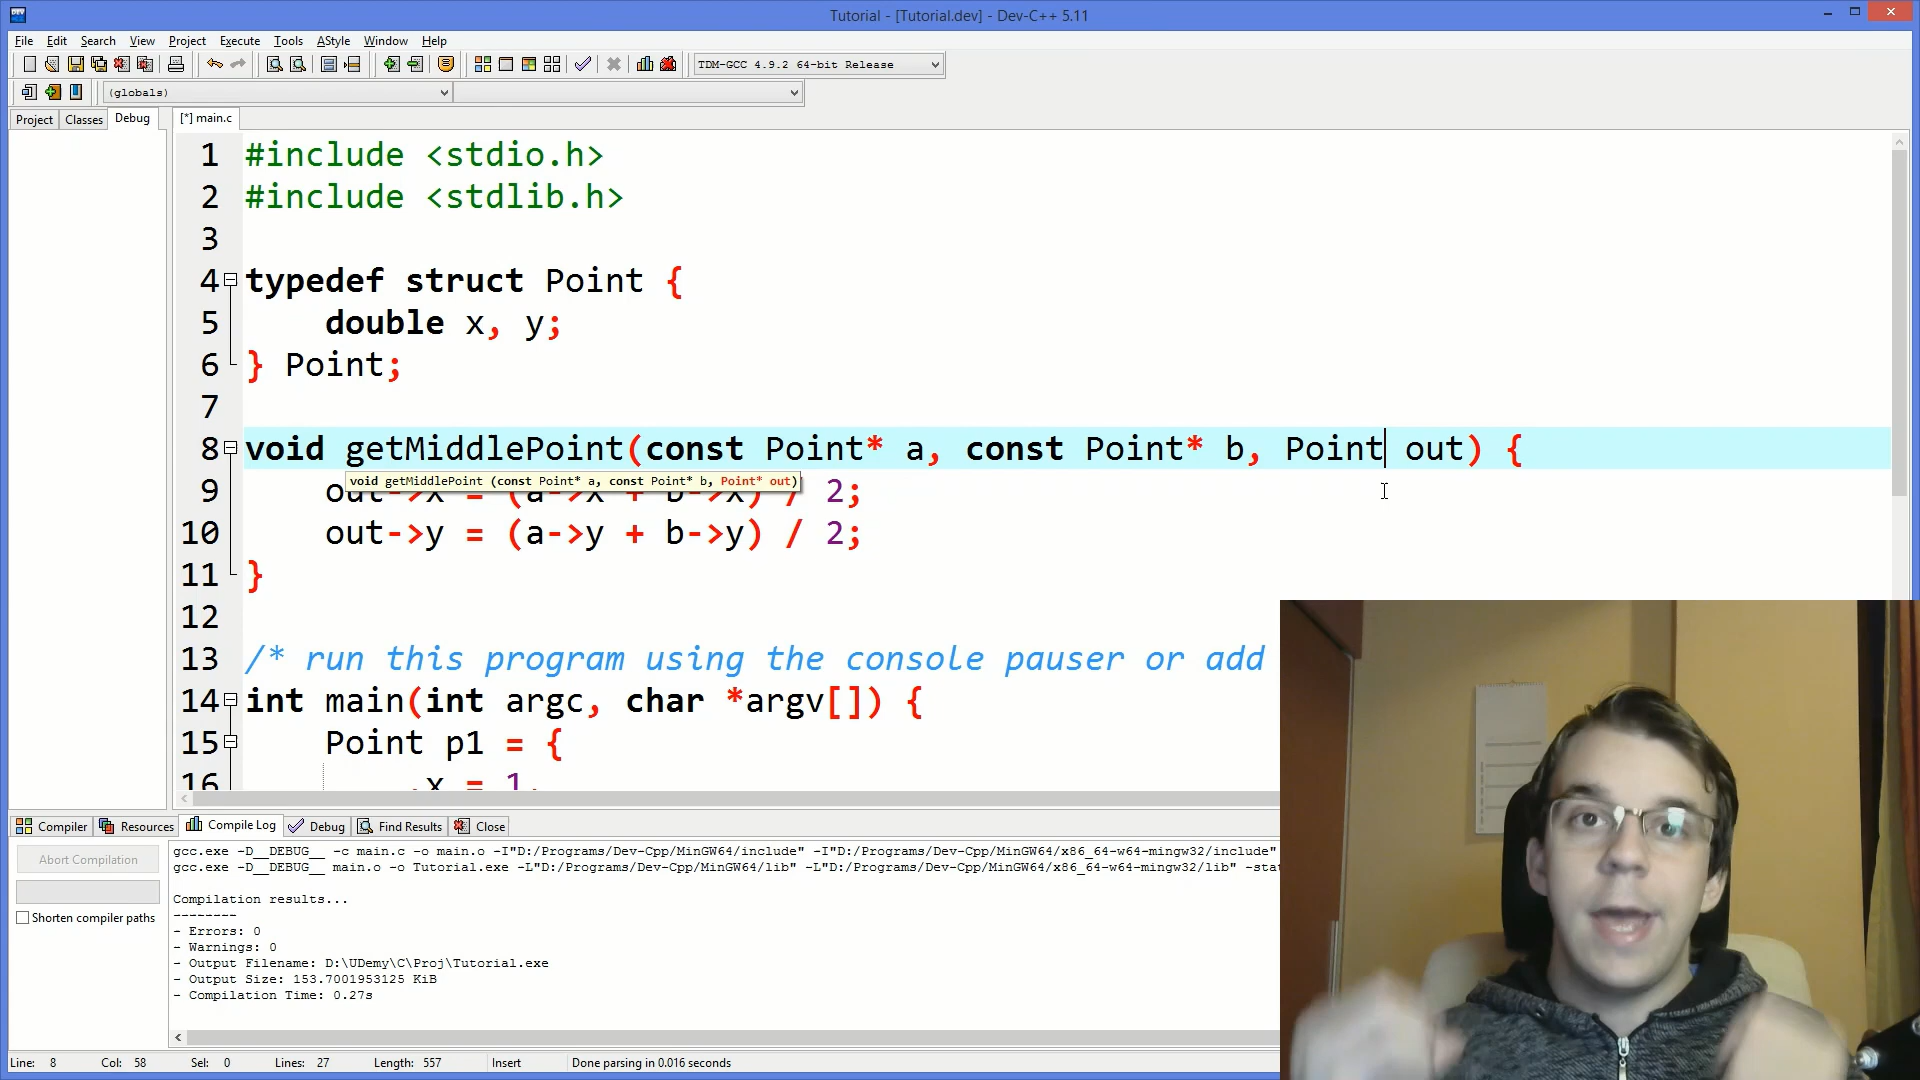 Tutorial - [Tutorial.dev] - Dev-C++ 5.11
File Edit Search View Project Execute Tools AStyle Window Help
TDM-GCC 4.9.2 64-bit Release
(globals)
Project Classes Debug [*] main.c
1 #include <stdio.h>
2 #include <stdlib.h>
3
4 typedef struct Point {
5 double x, y;
6 } Point;
7
8 void getMiddlePoint(const Point* a, const Point* b, Point out) {
void getMiddlePoint (const Point* a, const Point* b, Point* out)
9 out->x = (a->x + b->x) / 2;
10 out->y = (a->y + b->y) / 2;
11 }
12
13 /* run this program using the console pauser or add
14 int main(int argc, char *argv[]) {
15 Point p1 = {
16 .x = 1,
Compiler Resources Compile Log Debug Find Results Close
Abort Compilation
Shorten compiler paths
gcc.exe -D__DEBUG__ -c main.c -o main.o -I"D:/Programs/Dev-Cpp/MinGW64/include" -I"D:/Programs/Dev-Cpp/MinGW64/x86_64-w64-mingw32/include"
gcc.exe -D__DEBUG__ main.o -o Tutorial.exe -L"D:/Programs/Dev-Cpp/MinGW64/lib" -L"D:/Programs/Dev-Cpp/MinGW64/x86_64-w64-mingw32/lib" -stat
Compilation results...
--------
- Errors: 0
- Warnings: 0
- Output Filename: D:\UDemy\C\Proj\Tutorial.exe
- Output Size: 153.7001953125 KiB
- Compilation Time: 0.27s
Line: 8 Col: 58 Sel: 0 Lines: 27 Length: 557 Insert Done parsing in 0.016 seconds